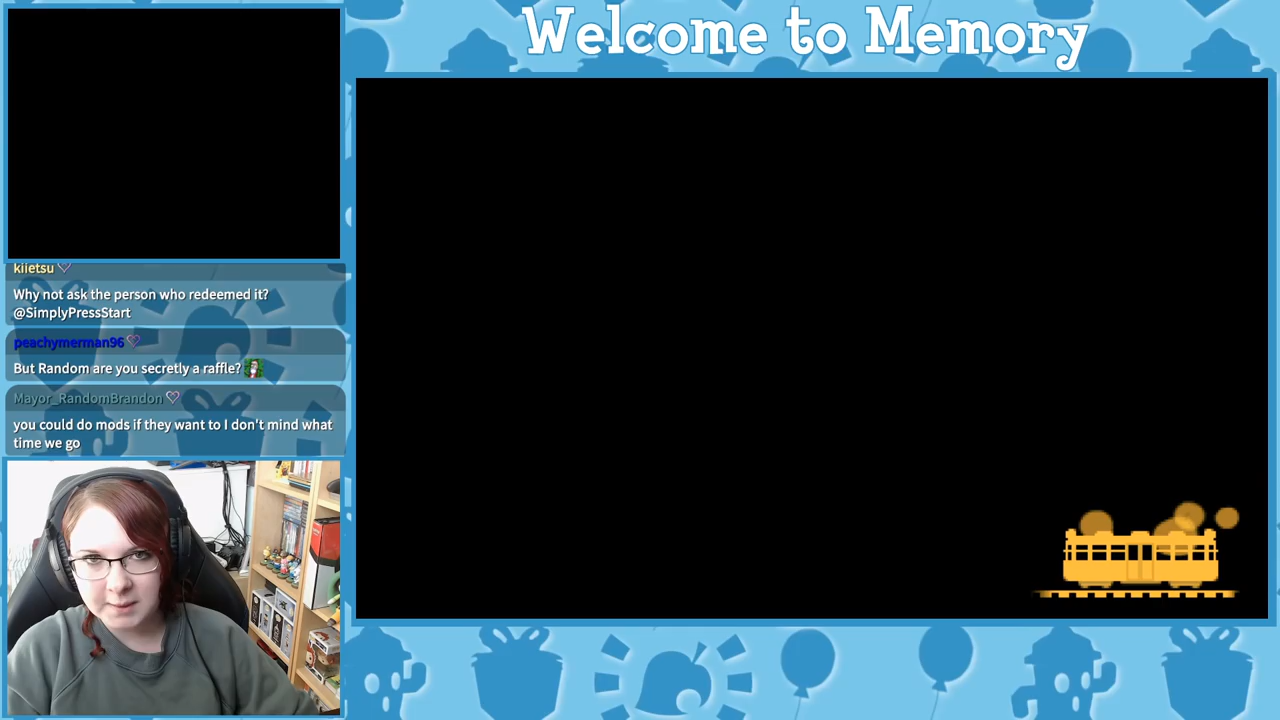 Welcome to Memory
kiietsu
Why not ask the person who redeemed it?
@SimplyPressStart
peachymerman96
But Random are you secretly a raffle?
Mayor_RandomBrandon
you could do mods if they want to I don't mind what
time we go